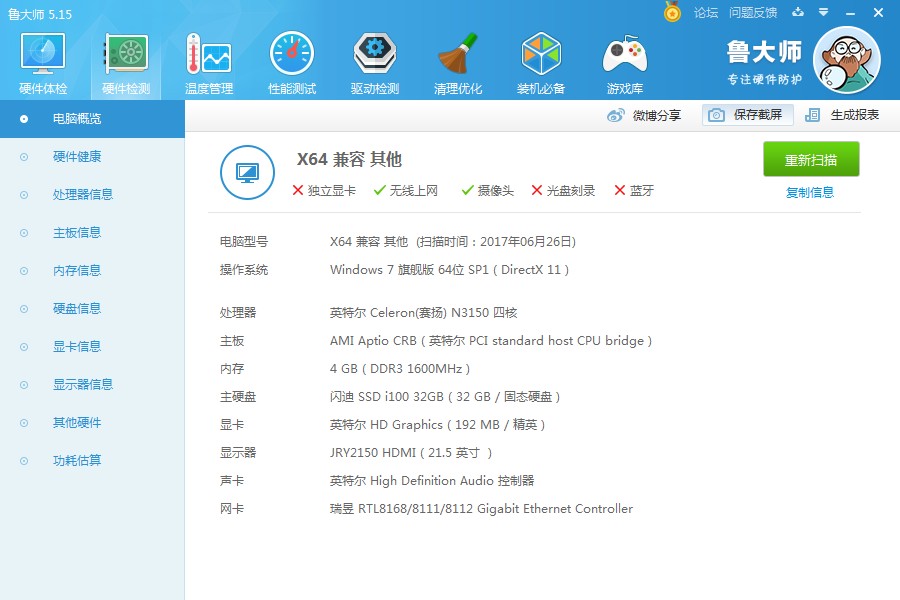 鲁大师 5.15
论坛 问题反馈
硬件体检 硬件检测 温度管理 性能测试 驱动检测 清理优化 装机必备 游戏库
鲁大师
专注硬件防护
微博分享 保存截屏 生成报表
电脑概览
硬件健康
处理器信息
主板信息
内存信息
硬盘信息
显卡信息
显示器信息
其他硬件
功耗估算
X64 兼容 其他
独立显卡 无线上网 摄像头 光盘刻录 蓝牙
重新扫描
复制信息
电脑型号 X64 兼容 其他 (扫描时间：2017年06月26日)
操作系统 Windows 7 旗舰版 64位 SP1 ( DirectX 11 )
处理器 英特尔 Celeron(赛扬) N3150 四核
主板 AMI Aptio CRB ( 英特尔 PCI standard host CPU bridge )
内存 4 GB ( DDR3 1600MHz )
主硬盘 闪迪 SSD i100 32GB ( 32 GB / 固态硬盘 )
显卡 英特尔 HD Graphics ( 192 MB / 精英 )
显示器 JRY2150 HDMI ( 21.5 英寸 )
声卡 英特尔 High Definition Audio 控制器
网卡 瑞昱 RTL8168/8111/8112 Gigabit Ethernet Controller